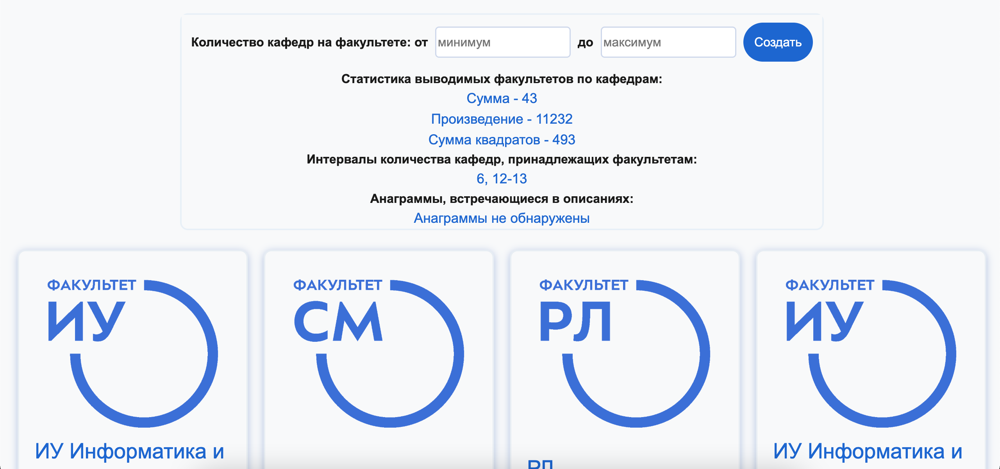 Количество кафедр на факультете: от минимум до максимум Создать
Статистика выводимых факультетов по кафедрам:
Сумма - 43
Произведение - 11232
Сумма квадратов - 493
Интервалы количества кафедр, принадлежащих факультетам:
6, 12-13
Анаграммы, встречающиеся в описаниях:
Анаграммы не обнаружены
ФАКУЛЬТЕТ
ИУ
ИУ Информатика и
ФАКУЛЬТЕТ
СМ
ФАКУЛЬТЕТ
РЛ
РЛ
ФАКУЛЬТЕТ
ИУ
ИУ Информатика и